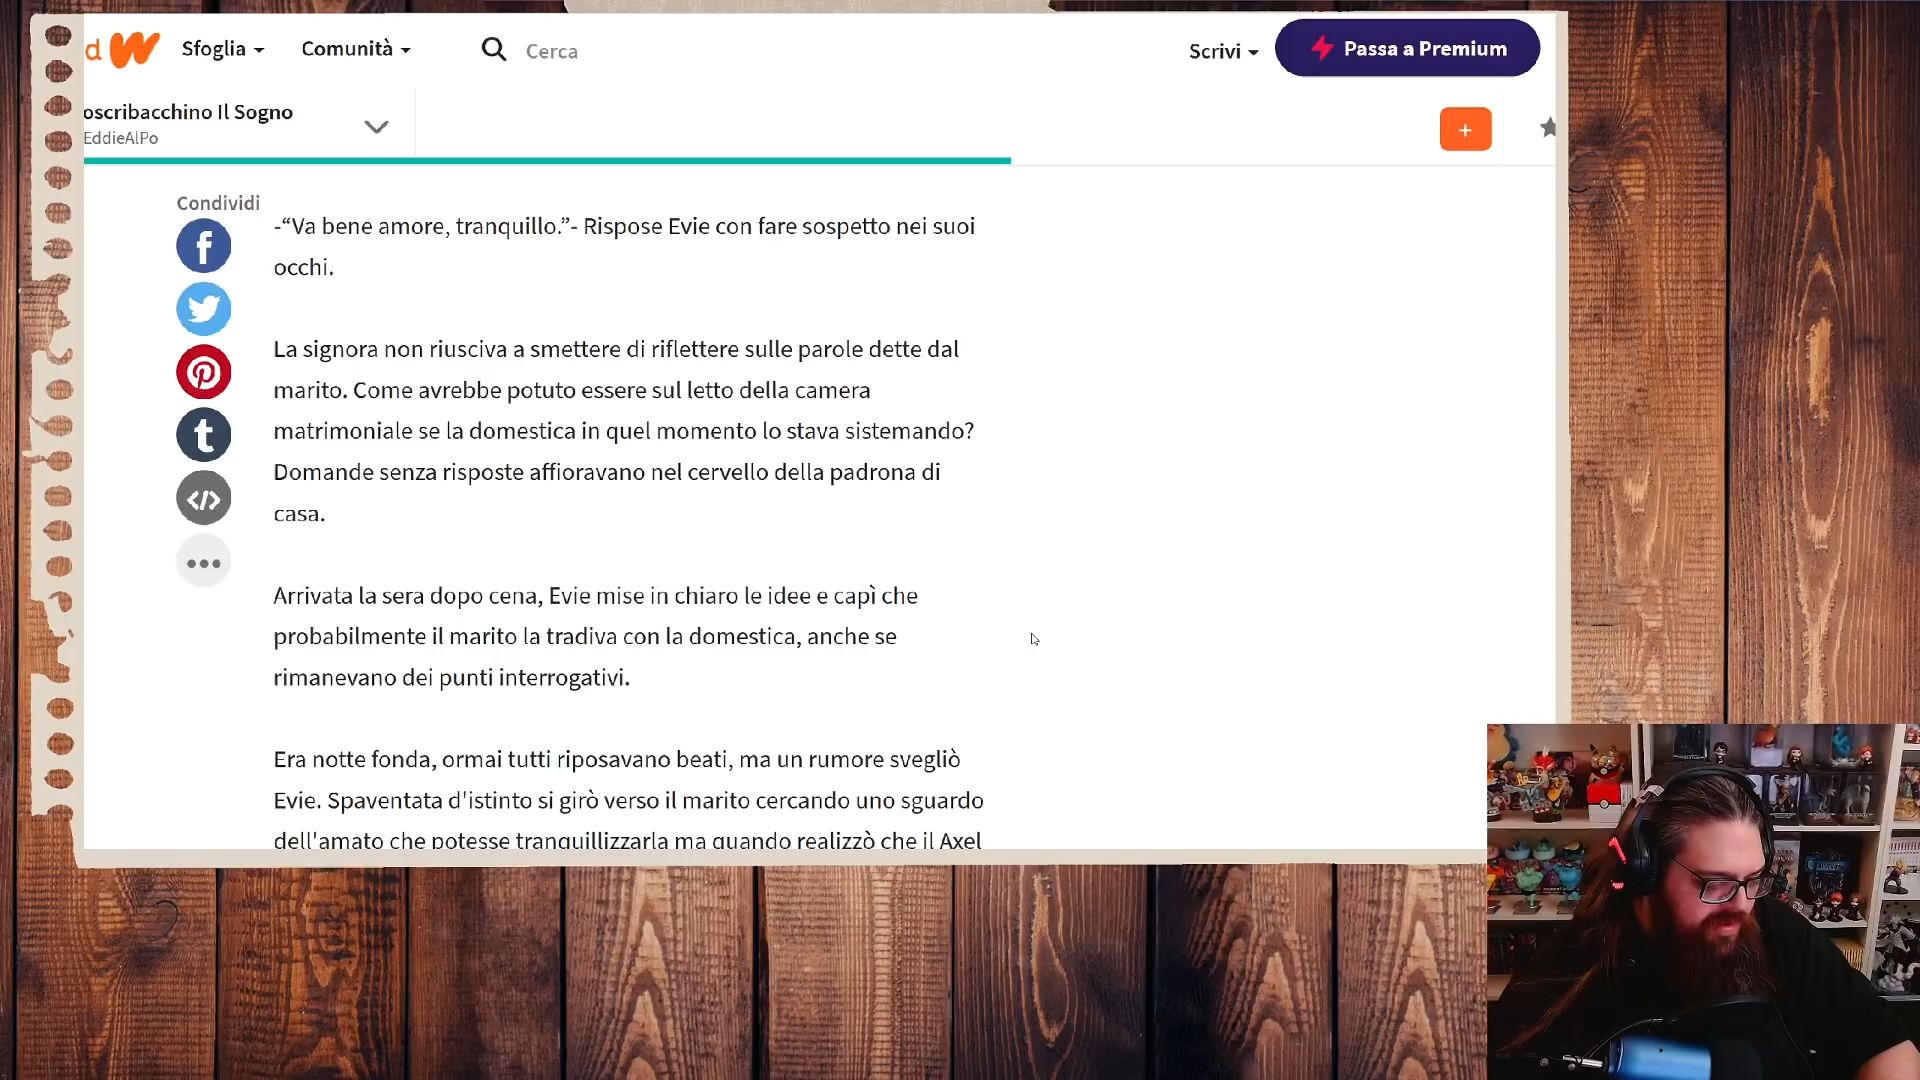 d
Sfoglia
Comunità
Cerca
Scrivi
Passa a Premium
oscribacchino Il Sogno
EddieAlPo
+
Condividi
-“Va bene amore, tranquillo.”- Rispose Evie con fare sospetto nei suoi
occhi.
La signora non riusciva a smettere di riflettere sulle parole dette dal
marito. Come avrebbe potuto essere sul letto della camera
matrimoniale se la domestica in quel momento lo stava sistemando?
Domande senza risposte affioravano nel cervello della padrona di
casa.
Arrivata la sera dopo cena, Evie mise in chiaro le idee e capì che
probabilmente il marito la tradiva con la domestica, anche se
rimanevano dei punti interrogativi.
Era notte fonda, ormai tutti riposavano beati, ma un rumore svegliò
Evie. Spaventata d'istinto si girò verso il marito cercando uno sguardo
dell'amato che potesse tranquillizzarla ma quando realizzò che il Axel